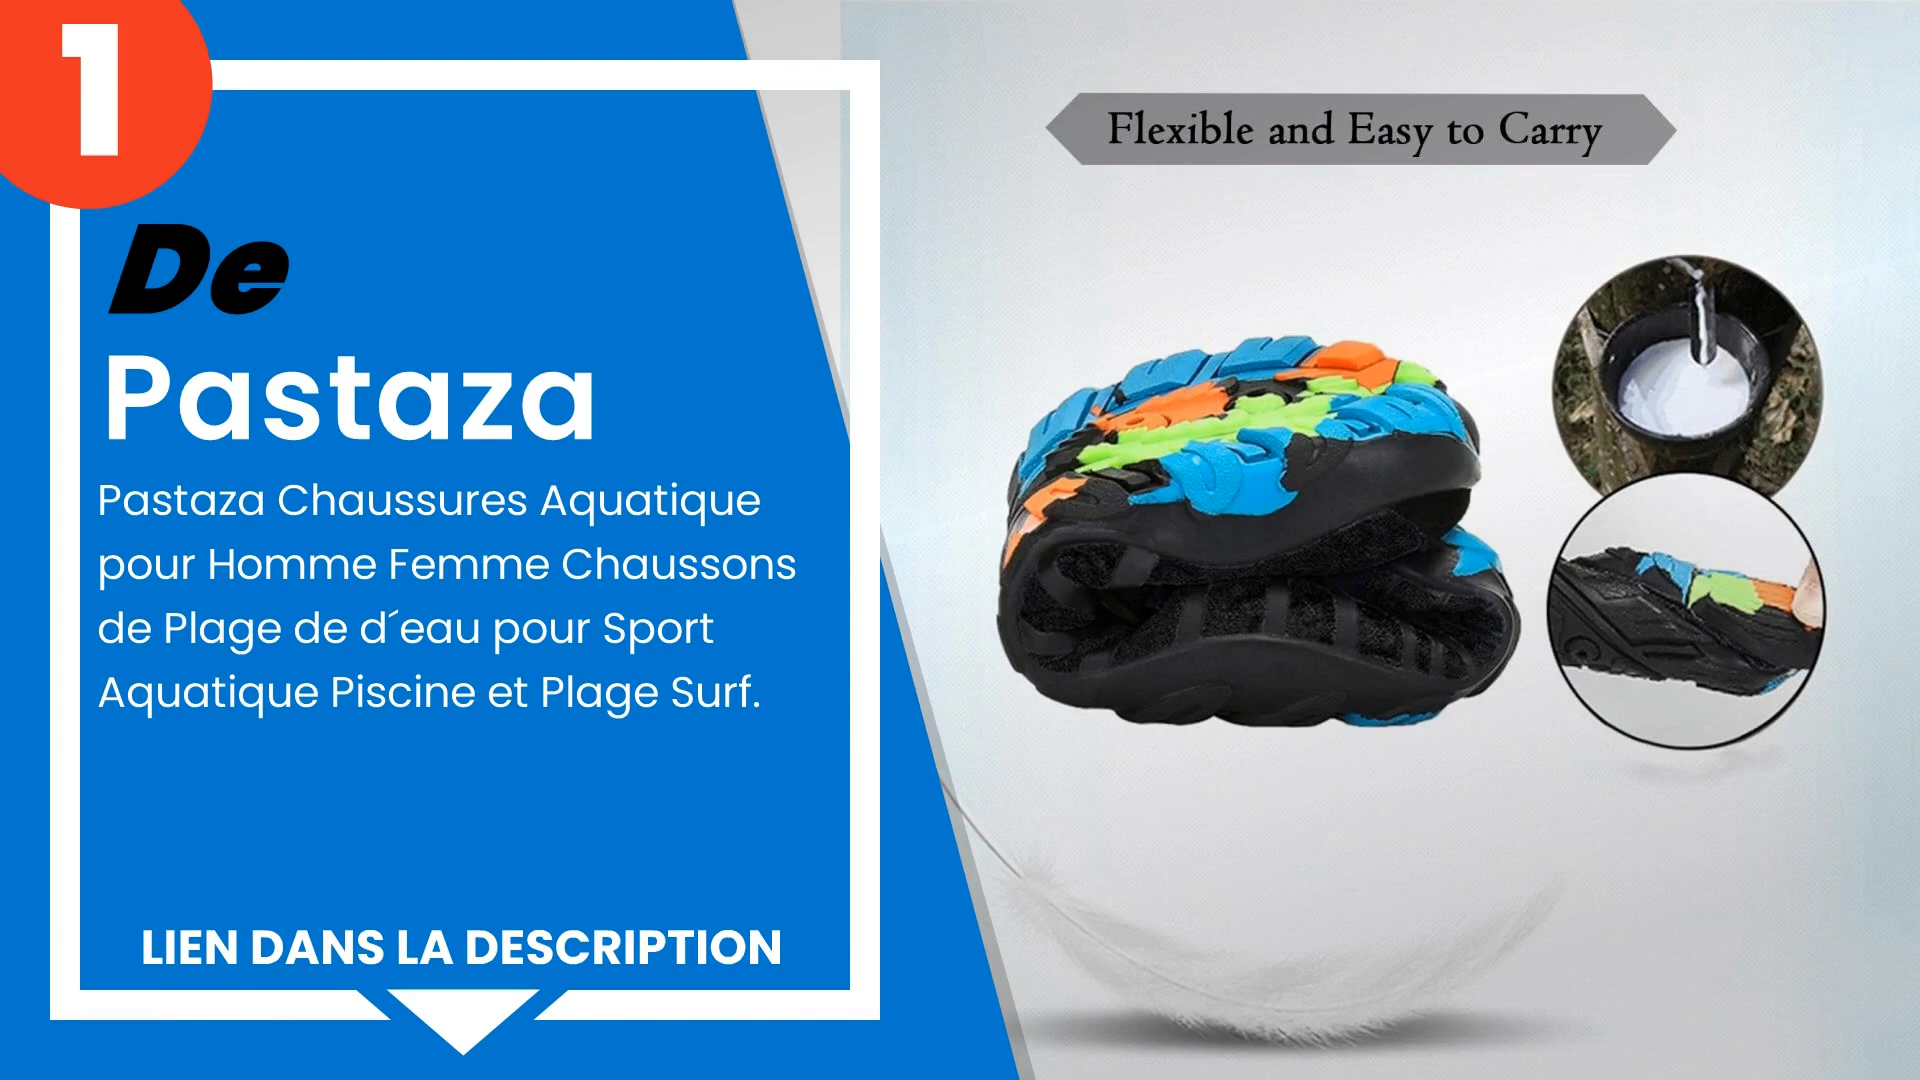 1
De
Pastaza
Pastaza Chaussures Aquatique
pour Homme Femme Chaussons
de Plage de d´eau pour Sport
Aquatique Piscine et Plage Surf.
LIEN DANS LA DESCRIPTION
Flexible and Easy to Carry